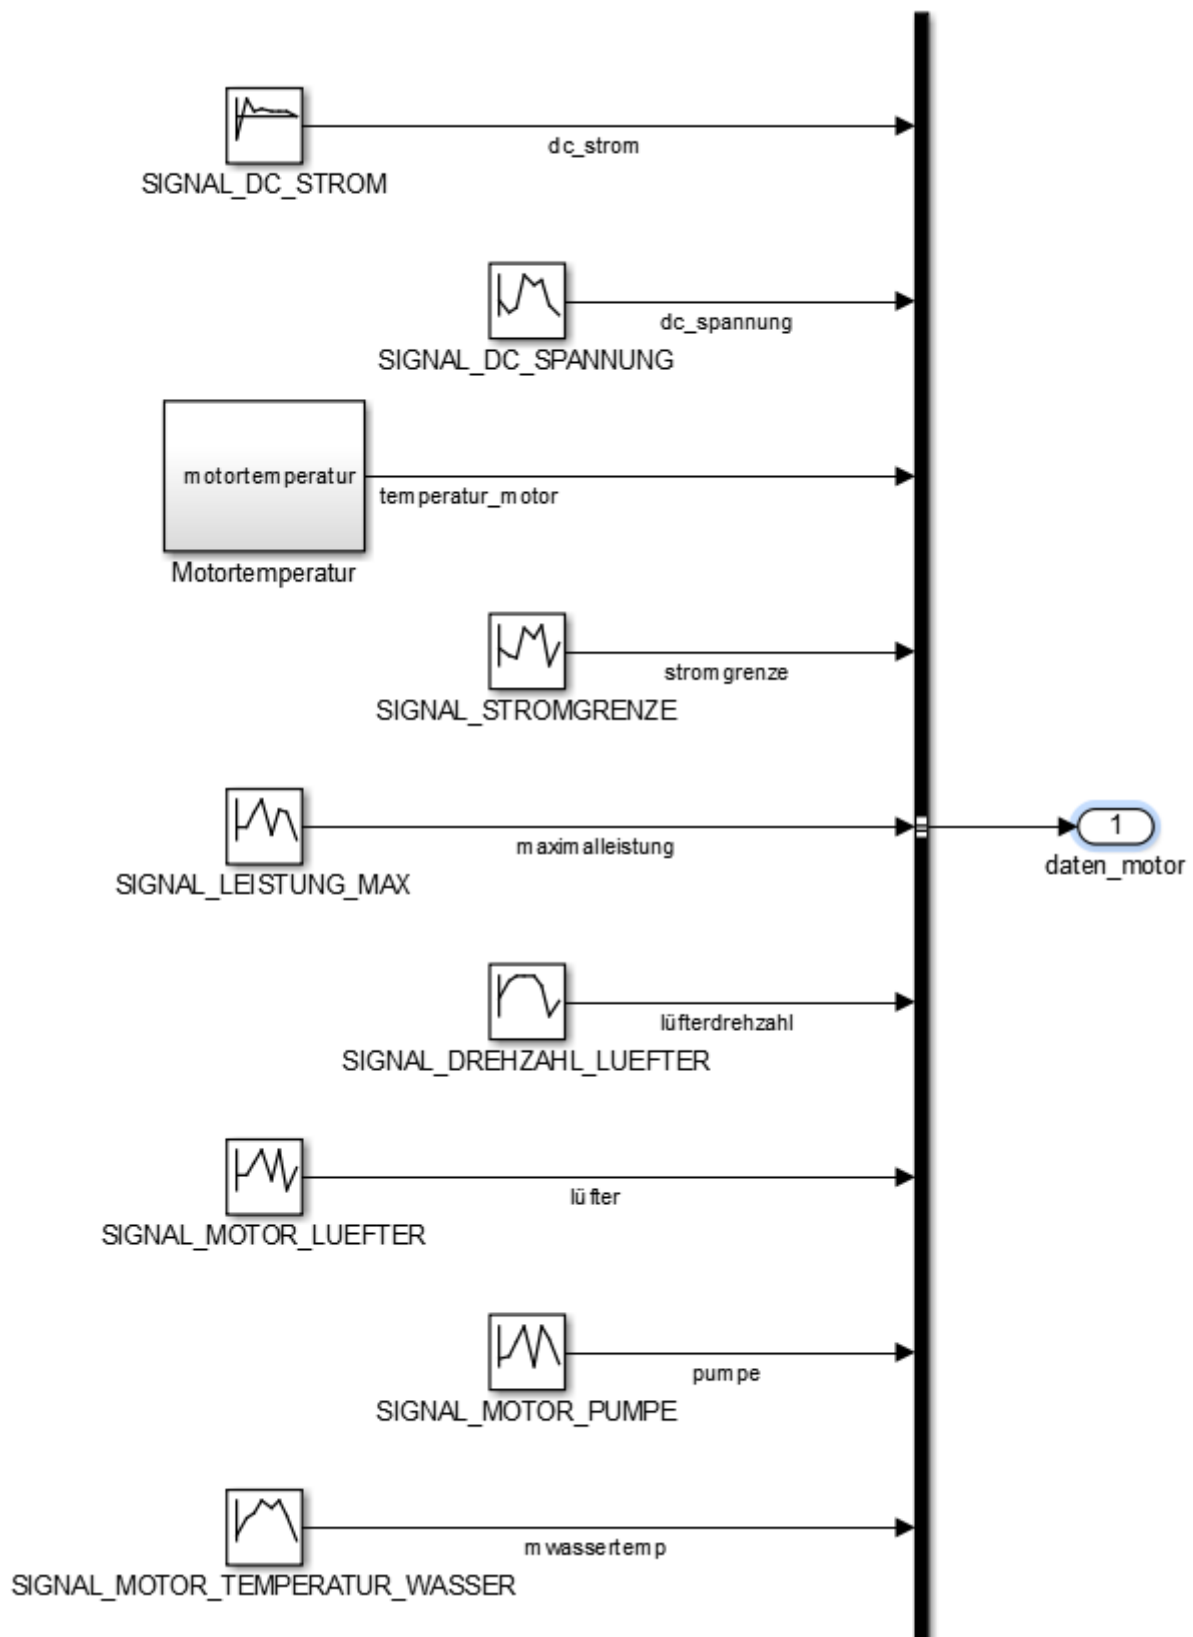 dc_strom
SIGNAL_DC_STROM
dc_spannung
SIGNAL_DC_SPANNUNG
motortemperatur
temperatur_motor
Motortemperatur
stromgrenze
SIGNAL_STROMGRENZE
maximalleistung
SIGNAL_LEISTUNG_MAX
1
daten_motor
lüfterdrehzahl
SIGNAL_DREHZAHL_LUEFTER
lüfter
SIGNAL_MOTOR_LUEFTER
pumpe
SIGNAL_MOTOR_PUMPE
mwassertemp
SIGNAL_MOTOR_TEMPERATUR_WASSER